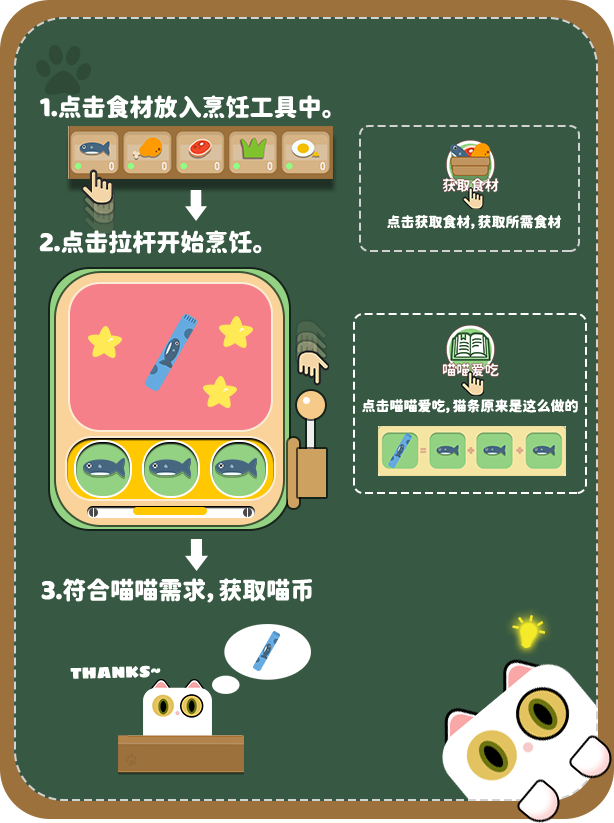 1.点击食材放入烹饪工具中。
0 0 0 0 0
获取食材
点击获取食材, 获取所需食材
2.点击拉杆开始烹饪。
喵喵爱吃
点击喵喵爱吃, 猫条原来是这么做的
= + +
3.符合喵喵需求, 获取喵币
THANKS~